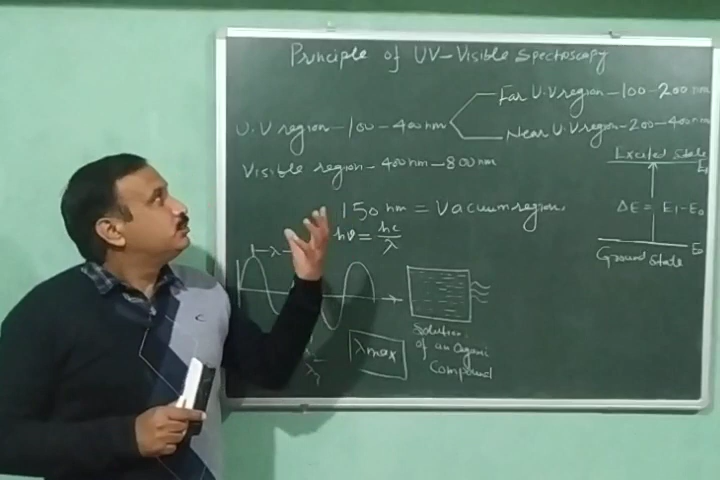 Principle of UV-Visible Spectroscopy
Far U.V region - 100-200 nm
U.V region - 100 - 400 nm
Near U.V region - 200 - 400 nm
Visible region - 400 nm - 800 nm
Excited State
E₁
150 nm = Vacuum region
ΔE = E₁-E₀
hν = hc/λ
λ
E₀
Ground State
Solution
of an Organi
Compound
λmax
λ